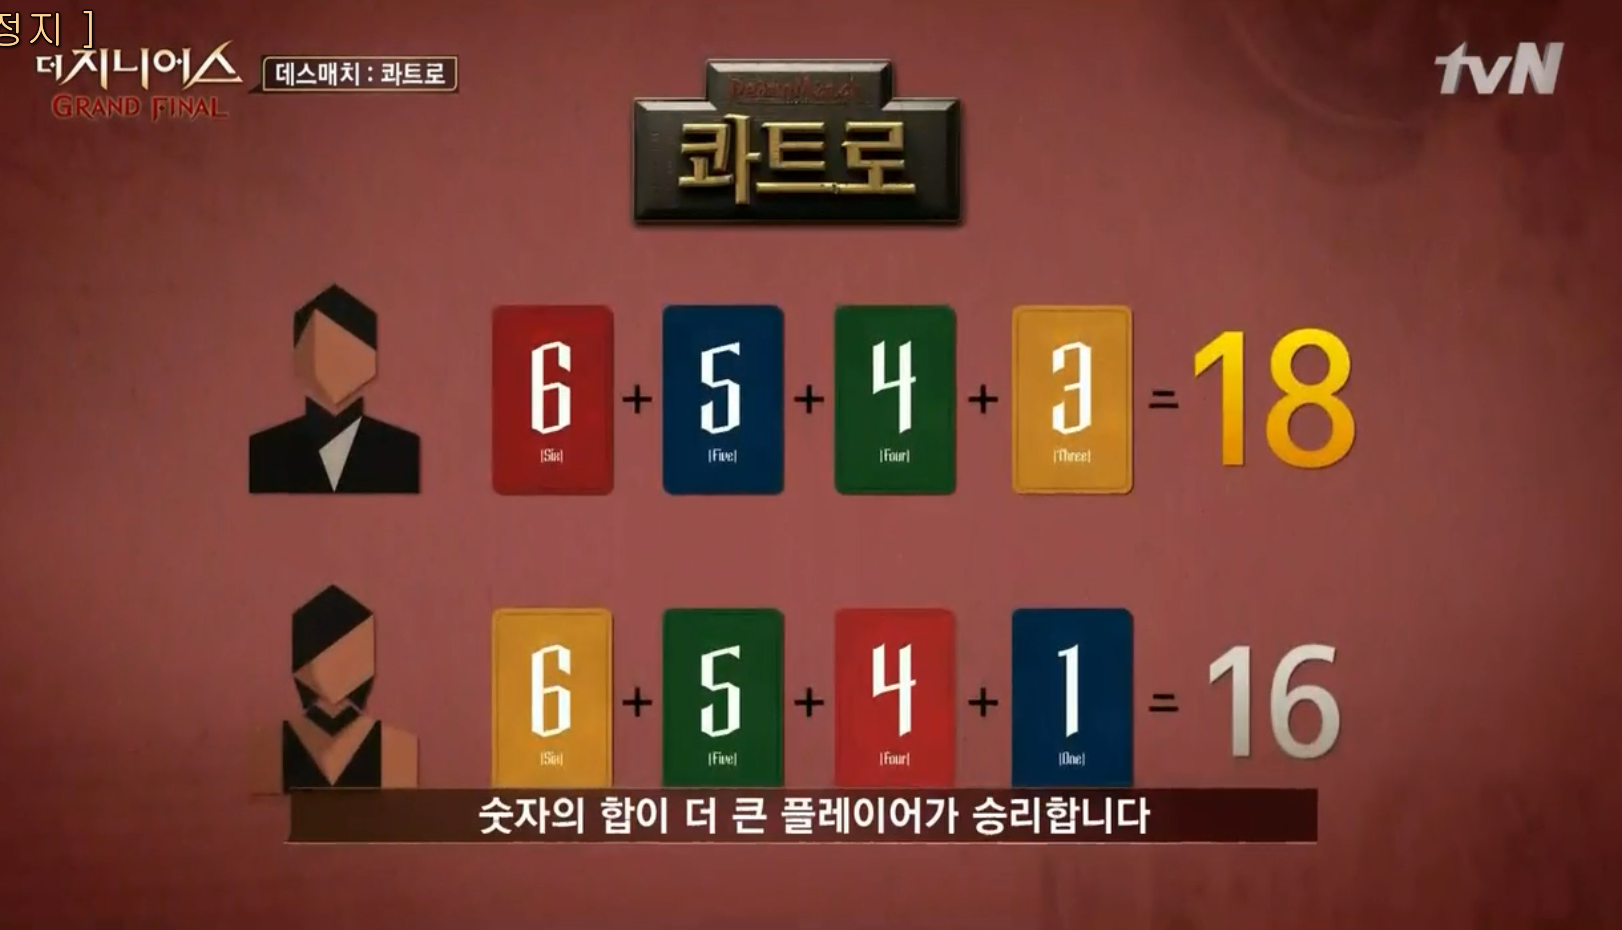 정지 ]
더 지니어스
GRAND FINAL
데스매치 : 콰트로
tvN
Death Match
콰트로
6 + 5 + 4 + 3 = 18
(Six) (Five) (Four) (Three)
6 + 5 + 4 + 1 = 16
(Six) (Five) (Four) (One)
숫자의 합이 더 큰 플레이어가 승리합니다